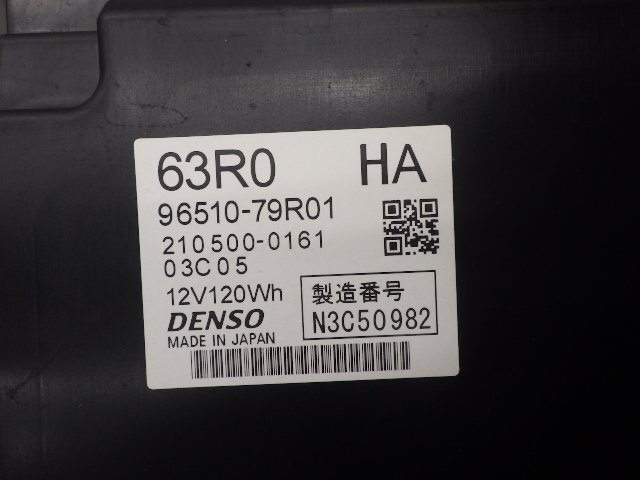 63R0 HA
96510-79R01
210500-0161
03C05
12V120Wh
製造番号
N3C50982
DENSO
MADE IN JAPAN